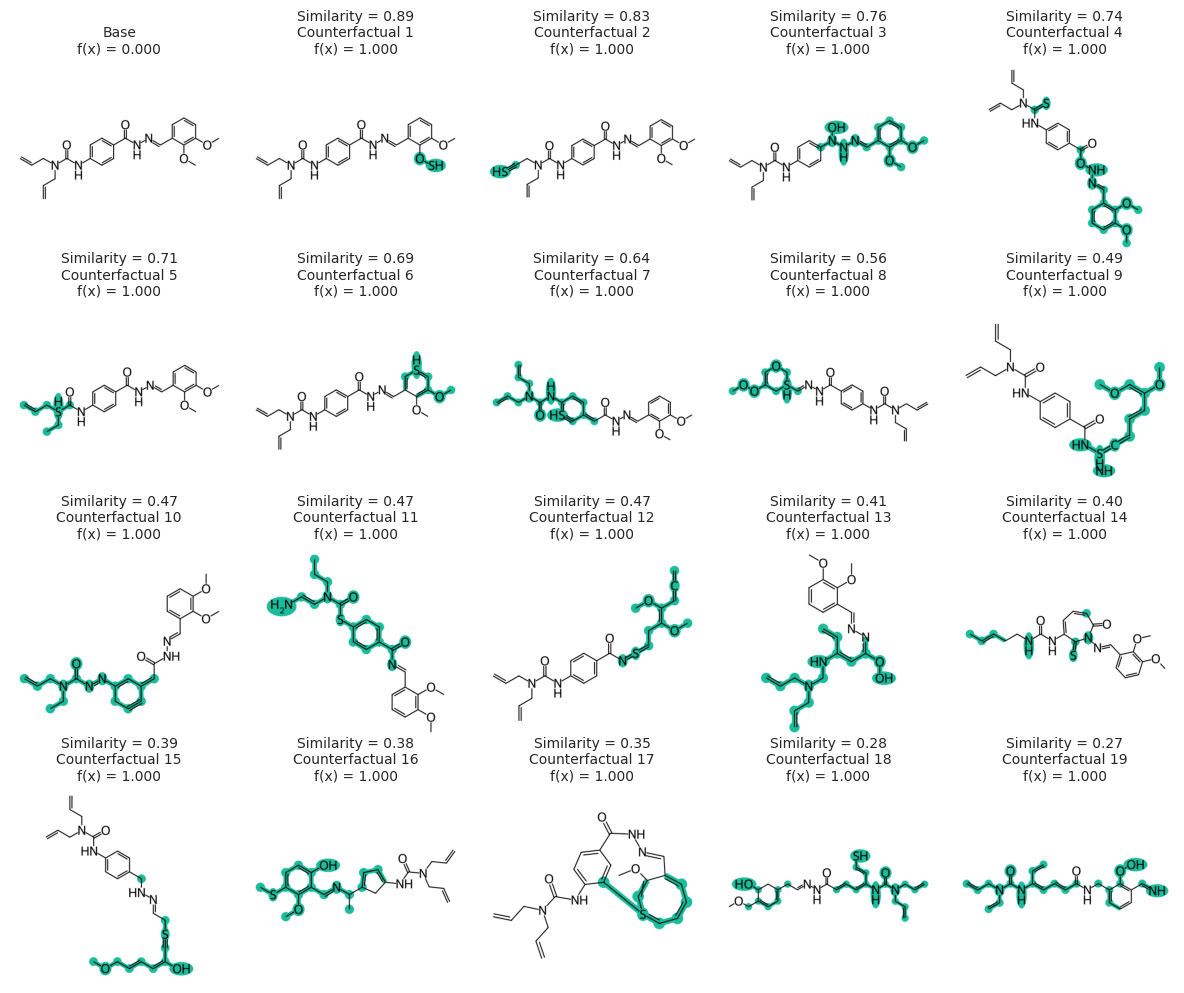 Base
f(x) = 0.000
Similarity = 0.89
Counterfactual 1
f(x) = 1.000
Similarity = 0.83
Counterfactual 2
f(x) = 1.000
Similarity = 0.76
Counterfactual 3
f(x) = 1.000
Similarity = 0.74
Counterfactual 4
f(x) = 1.000
Similarity = 0.71
Counterfactual 5
f(x) = 1.000
Similarity = 0.69
Counterfactual 6
f(x) = 1.000
Similarity = 0.64
Counterfactual 7
f(x) = 1.000
Similarity = 0.56
Counterfactual 8
f(x) = 1.000
Similarity = 0.49
Counterfactual 9
f(x) = 1.000
Similarity = 0.47
Counterfactual 10
f(x) = 1.000
Similarity = 0.47
Counterfactual 11
f(x) = 1.000
Similarity = 0.47
Counterfactual 12
f(x) = 1.000
Similarity = 0.41
Counterfactual 13
f(x) = 1.000
Similarity = 0.40
Counterfactual 14
f(x) = 1.000
Similarity = 0.39
Counterfactual 15
f(x) = 1.000
Similarity = 0.38
Counterfactual 16
f(x) = 1.000
Similarity = 0.35
Counterfactual 17
f(x) = 1.000
Similarity = 0.28
Counterfactual 18
f(x) = 1.000
Similarity = 0.27
Counterfactual 19
f(x) = 1.000